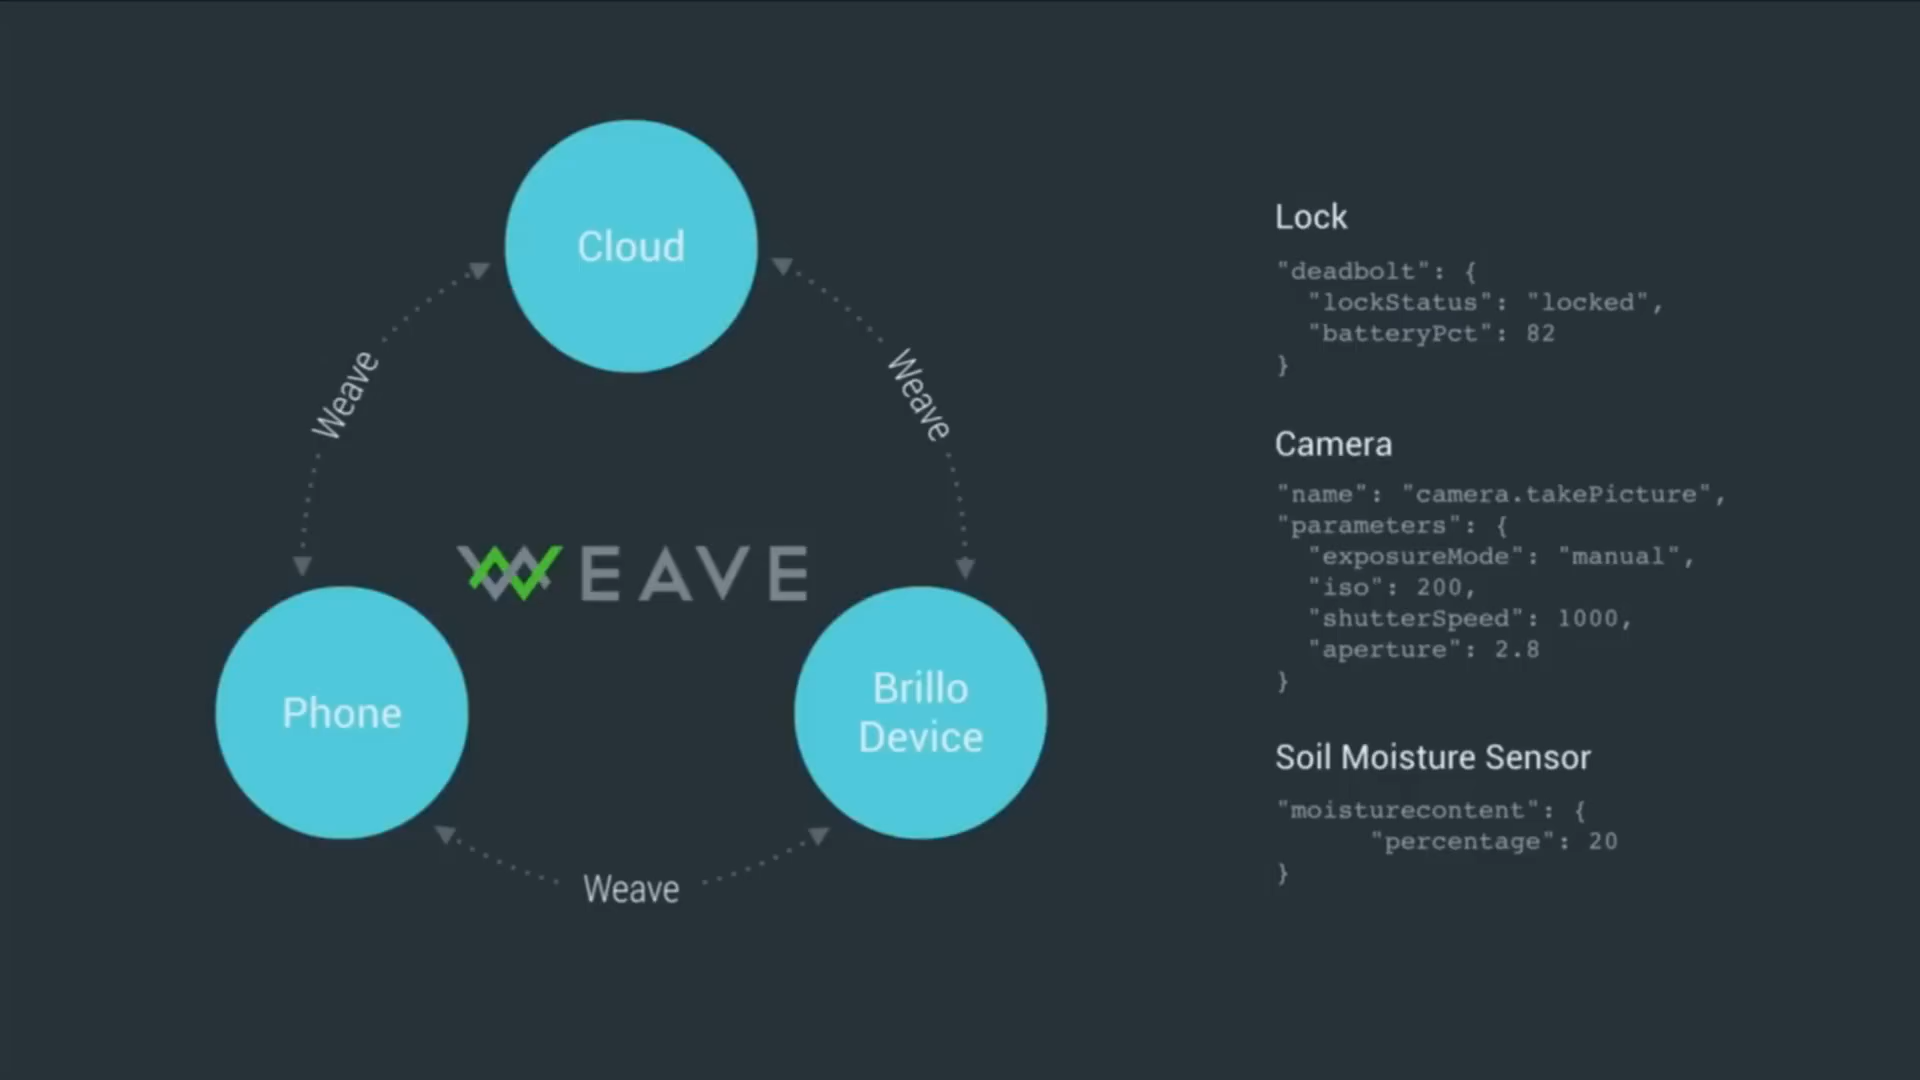 Cloud
Weave
Weave
WEAVE
Phone
Brillo
Device
Weave
Lock
"deadbolt": {
  "lockStatus": "locked",
  "batteryPct": 82
}
Camera
"name": "camera.takePicture",
"parameters": {
  "exposureMode": "manual",
  "iso": 200,
  "shutterSpeed": 1000,
  "aperture": 2.8
}
Soil Moisture Sensor
"moisturecontent": {
      "percentage": 20
}